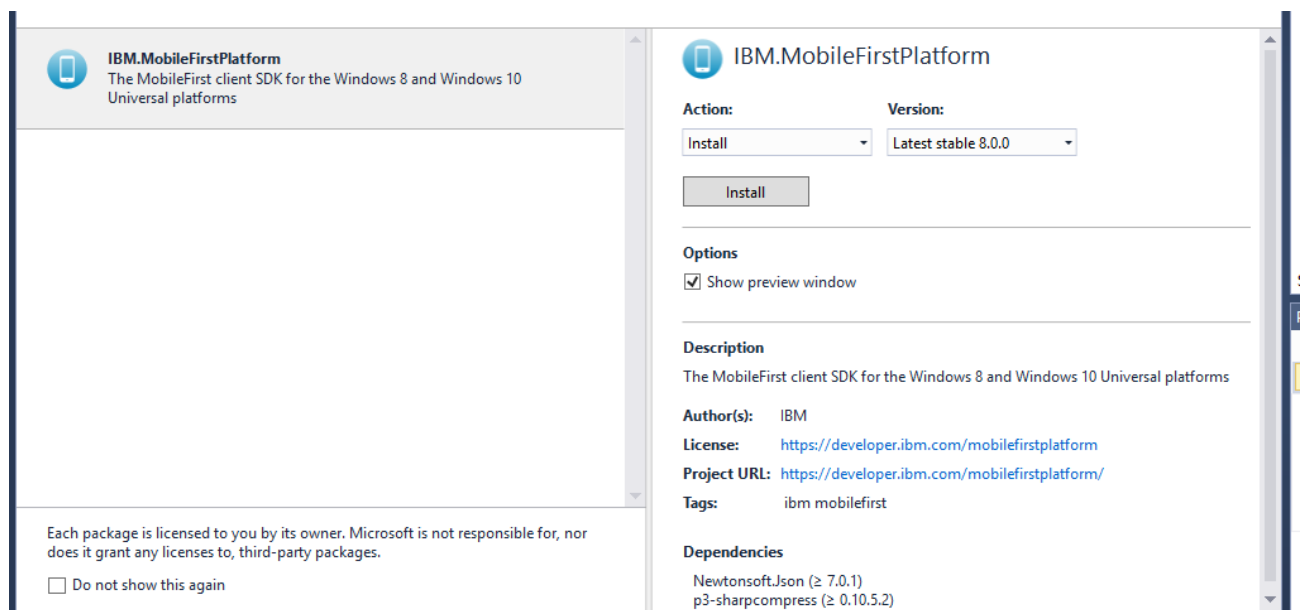 IBM.MobileFirstPlatform
The MobileFirst client SDK for the Windows 8 and Windows 10
Universal platforms
Each package is licensed to you by its owner. Microsoft is not responsible for, nor
does it grant any licenses to, third-party packages.
Do not show this again
IBM.MobileFirstPlatform
Action: Version:
Install Latest stable 8.0.0
Install
Options
Show preview window
Description
The MobileFirst client SDK for the Windows 8 and Windows 10 Universal platforms
Author(s): IBM
License: https://developer.ibm.com/mobilefirstplatform
Project URL: https://developer.ibm.com/mobilefirstplatform/
Tags: ibm mobilefirst
Dependencies
Newtonsoft.Json (≥ 7.0.1)
p3-sharpcompress (≥ 0.10.5.2)